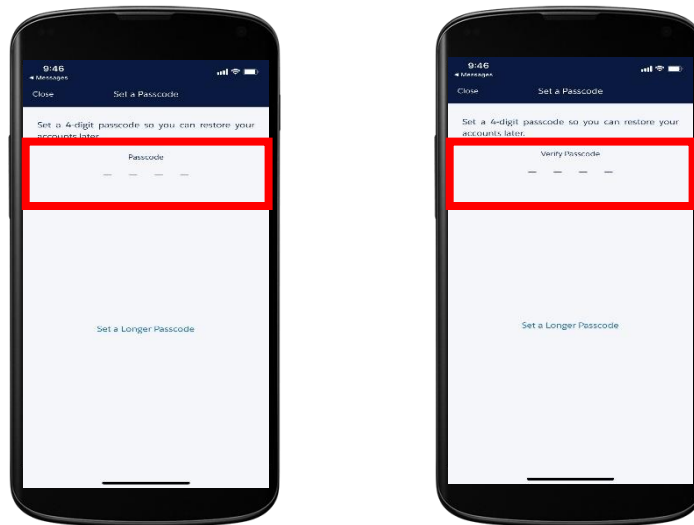 9:46
◄ Messages
Close Set a Passcode
Set a 4-digit passcode so you can restore your
accounts later.
Passcode
Set a Longer Passcode
9:46
◄ Messages
Close Set a Passcode
Set a 4-digit passcode so you can restore your
accounts later.
Verify Passcode
Set a Longer Passcode